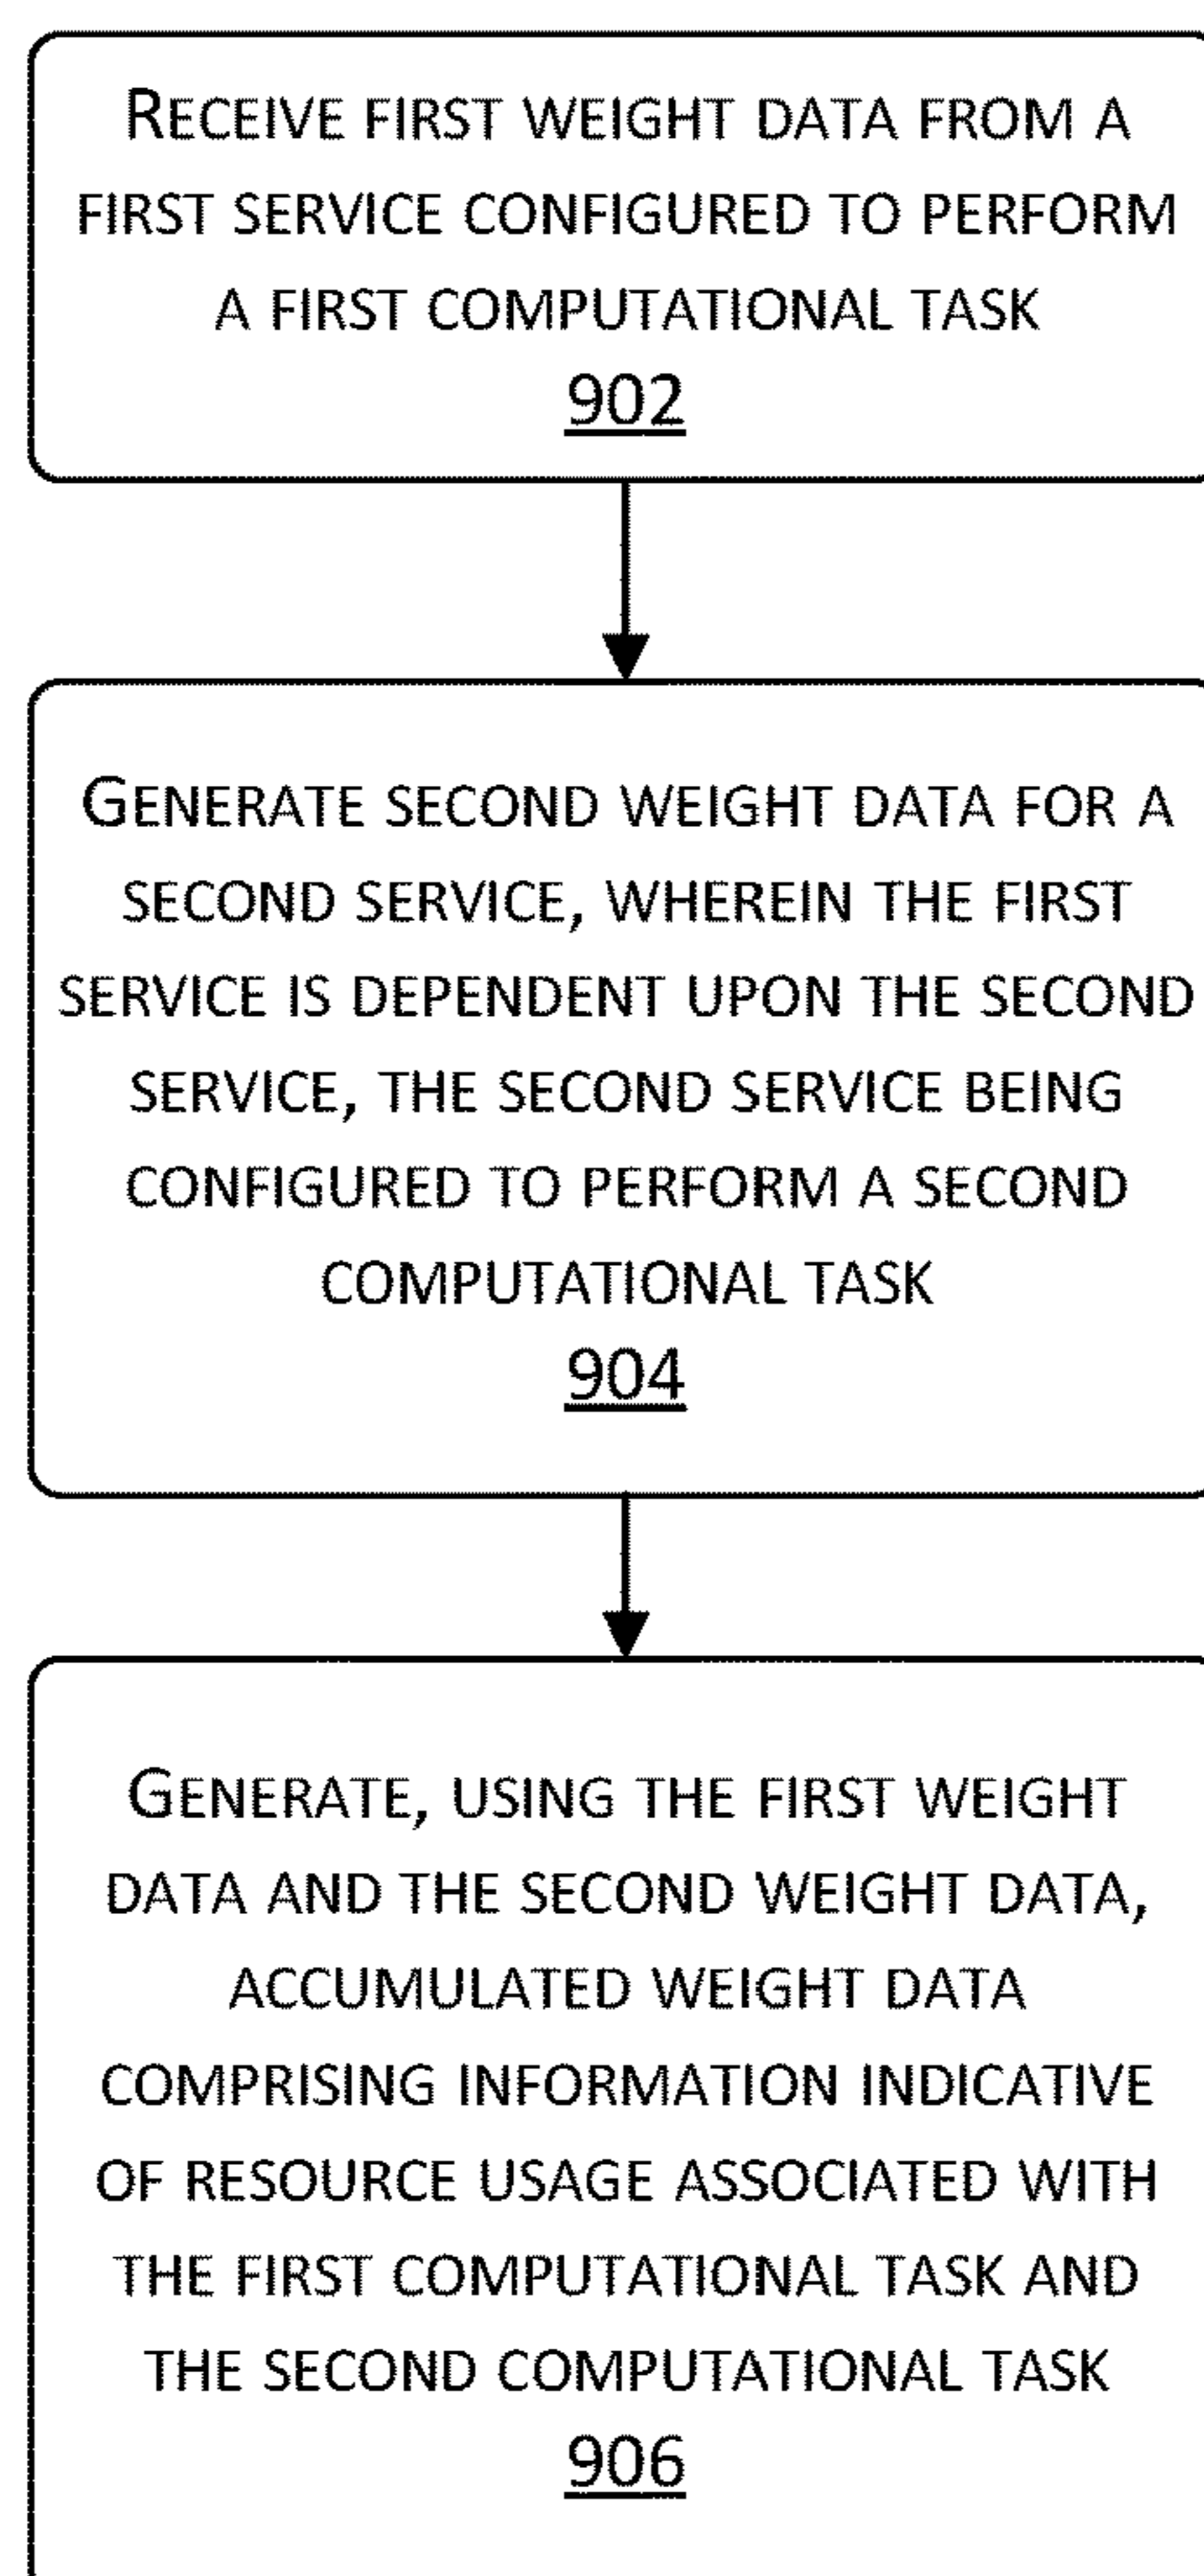 RECEIVE FIRST WEIGHT DATA FROM A
FIRST SERVICE CONFIGURED TO PERFORM
A FIRST COMPUTATIONAL TASK
902
GENERATE SECOND WEIGHT DATA FOR A
SECOND SERVICE, WHEREIN THE FIRST
SERVICE IS DEPENDENT UPON THE SECOND
SERVICE, THE SECOND SERVICE BEING
CONFIGURED TO PERFORM A SECOND
COMPUTATIONAL TASK
904
GENERATE, USING THE FIRST WEIGHT
DATA AND THE SECOND WEIGHT DATA,
ACCUMULATED WEIGHT DATA
COMPRISING INFORMATION INDICATIVE
OF RESOURCE USAGE ASSOCIATED WITH
THE FIRST COMPUTATIONAL TASK AND
THE SECOND COMPUTATIONAL TASK
906